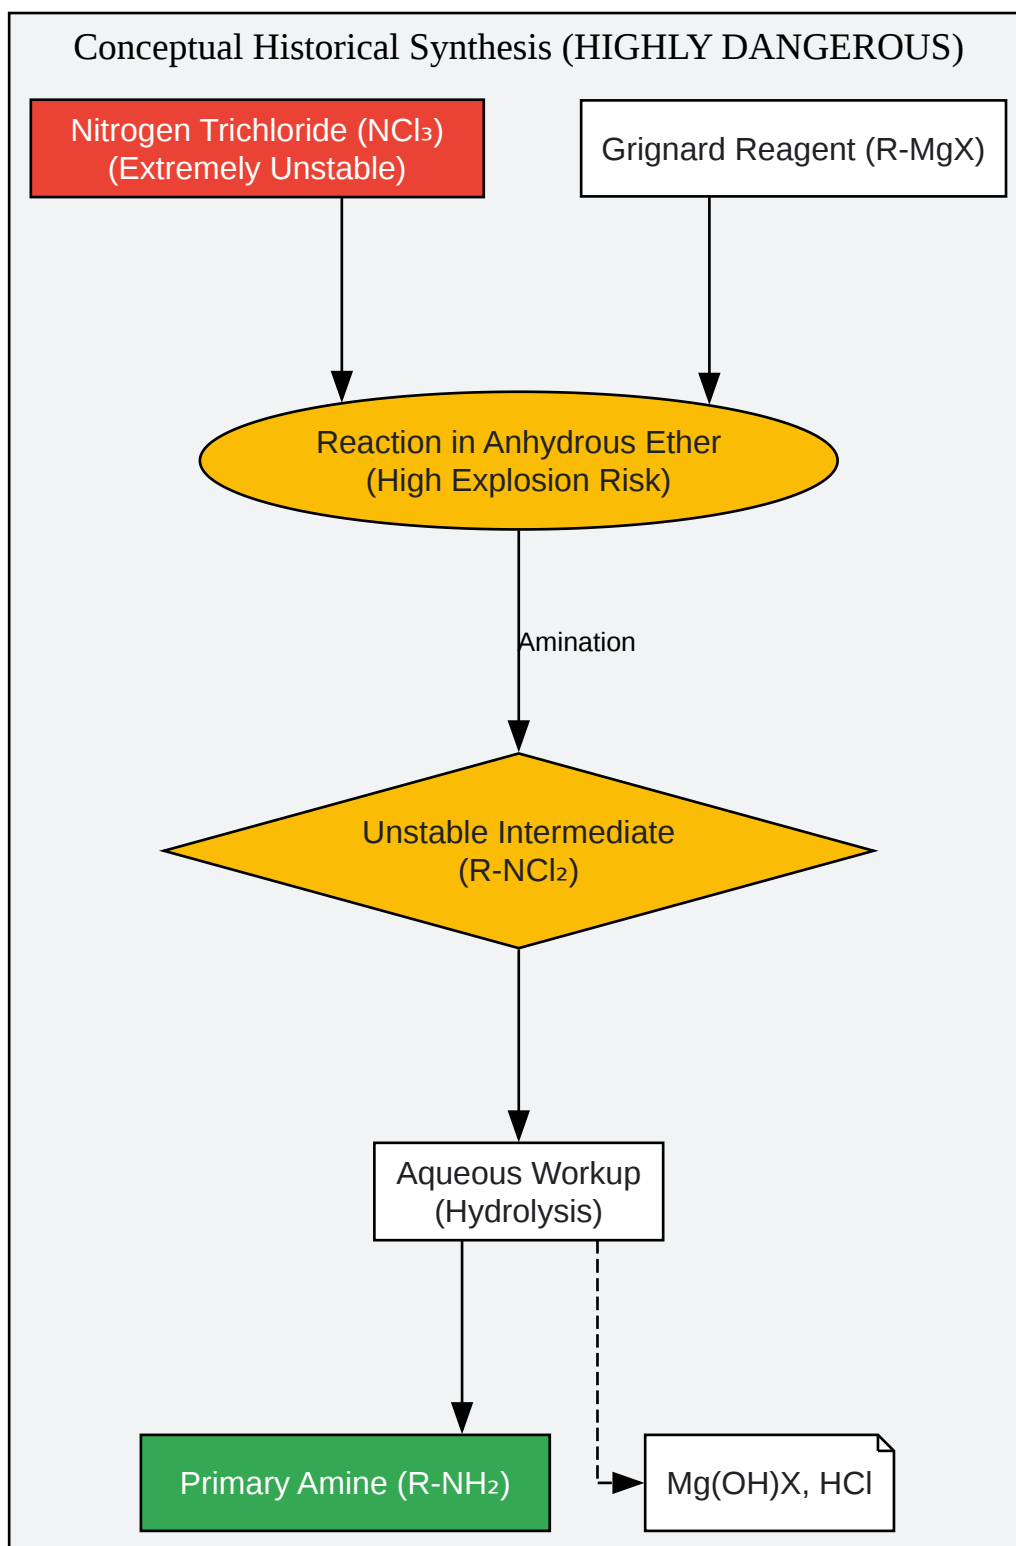 Conceptual Historical Synthesis (HIGHLY DANGEROUS)
Nitrogen Trichloride (NCl₃)
(Extremely Unstable)
Grignard Reagent (R-MgX)
Reaction in Anhydrous Ether
(High Explosion Risk)
Amination
Unstable Intermediate
(R-NCl₂)
Aqueous Workup
(Hydrolysis)
Primary Amine (R-NH₂)
Mg(OH)X, HCl